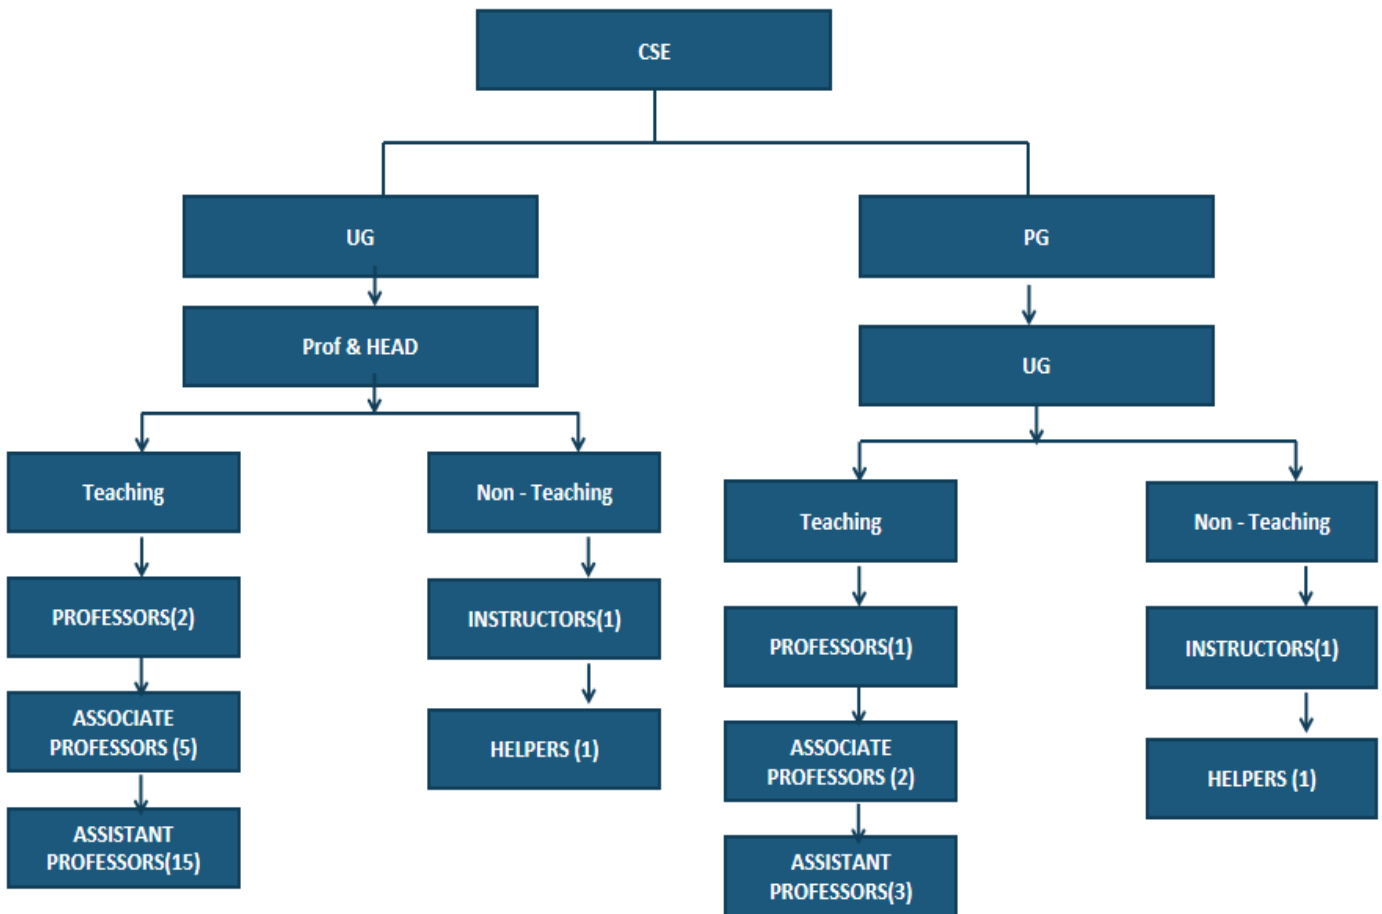 CSE
UG
PG
Prof & HEAD
UG
Teaching
Non - Teaching
Teaching
Non - Teaching
PROFESSORS(2)
INSTRUCTORS(1)
PROFESSORS(1)
INSTRUCTORS(1)
ASSOCIATE
PROFESSORS (5)
HELPERS (1)
ASSOCIATE
PROFESSORS (2)
HELPERS (1)
ASSISTANT
PROFESSORS(15)
ASSISTANT
PROFESSORS(3)